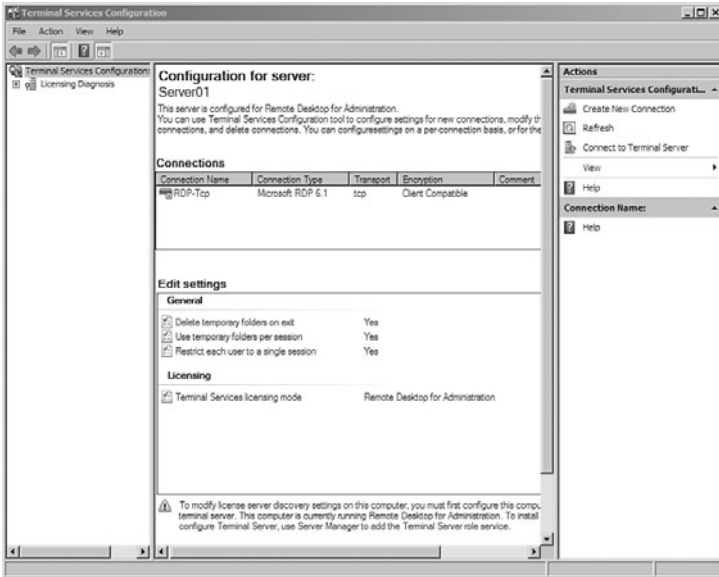 Terminal Services Configuration
File Action View Help
Terminal Services Configuration:
Licensing Diagnosis
Configuration for server:
Server01
This server is configured for Remote Desktop for Administration.
You can use Terminal Services Configuration tool to configure settings for new connections, modify th
connections, and delete connections. You can configuresettings on a per-connection basis, or for the
Connections
Connection Name Connection Type Transport Encryption Comment
RDP-Tcp Microsoft RDP 6.1 tcp Client Compatible
Edit settings
General
Delete temporary folders on exit Yes
Use temporary folders per session Yes
Restrict each user to a single session Yes
Licensing
Terminal Services licensing mode Remote Desktop for Administration
To modify license server discovery settings on this computer, you must first configure this compu
terminal server. This computer is currently running Remote Desktop for Administration. To install
configure Terminal Server, use Server Manager to add the Terminal Server role service.
Actions
Terminal Services Configurati...
Create New Connection
Refresh
Connect to Terminal Server
View
Help
Connection Name:
Help